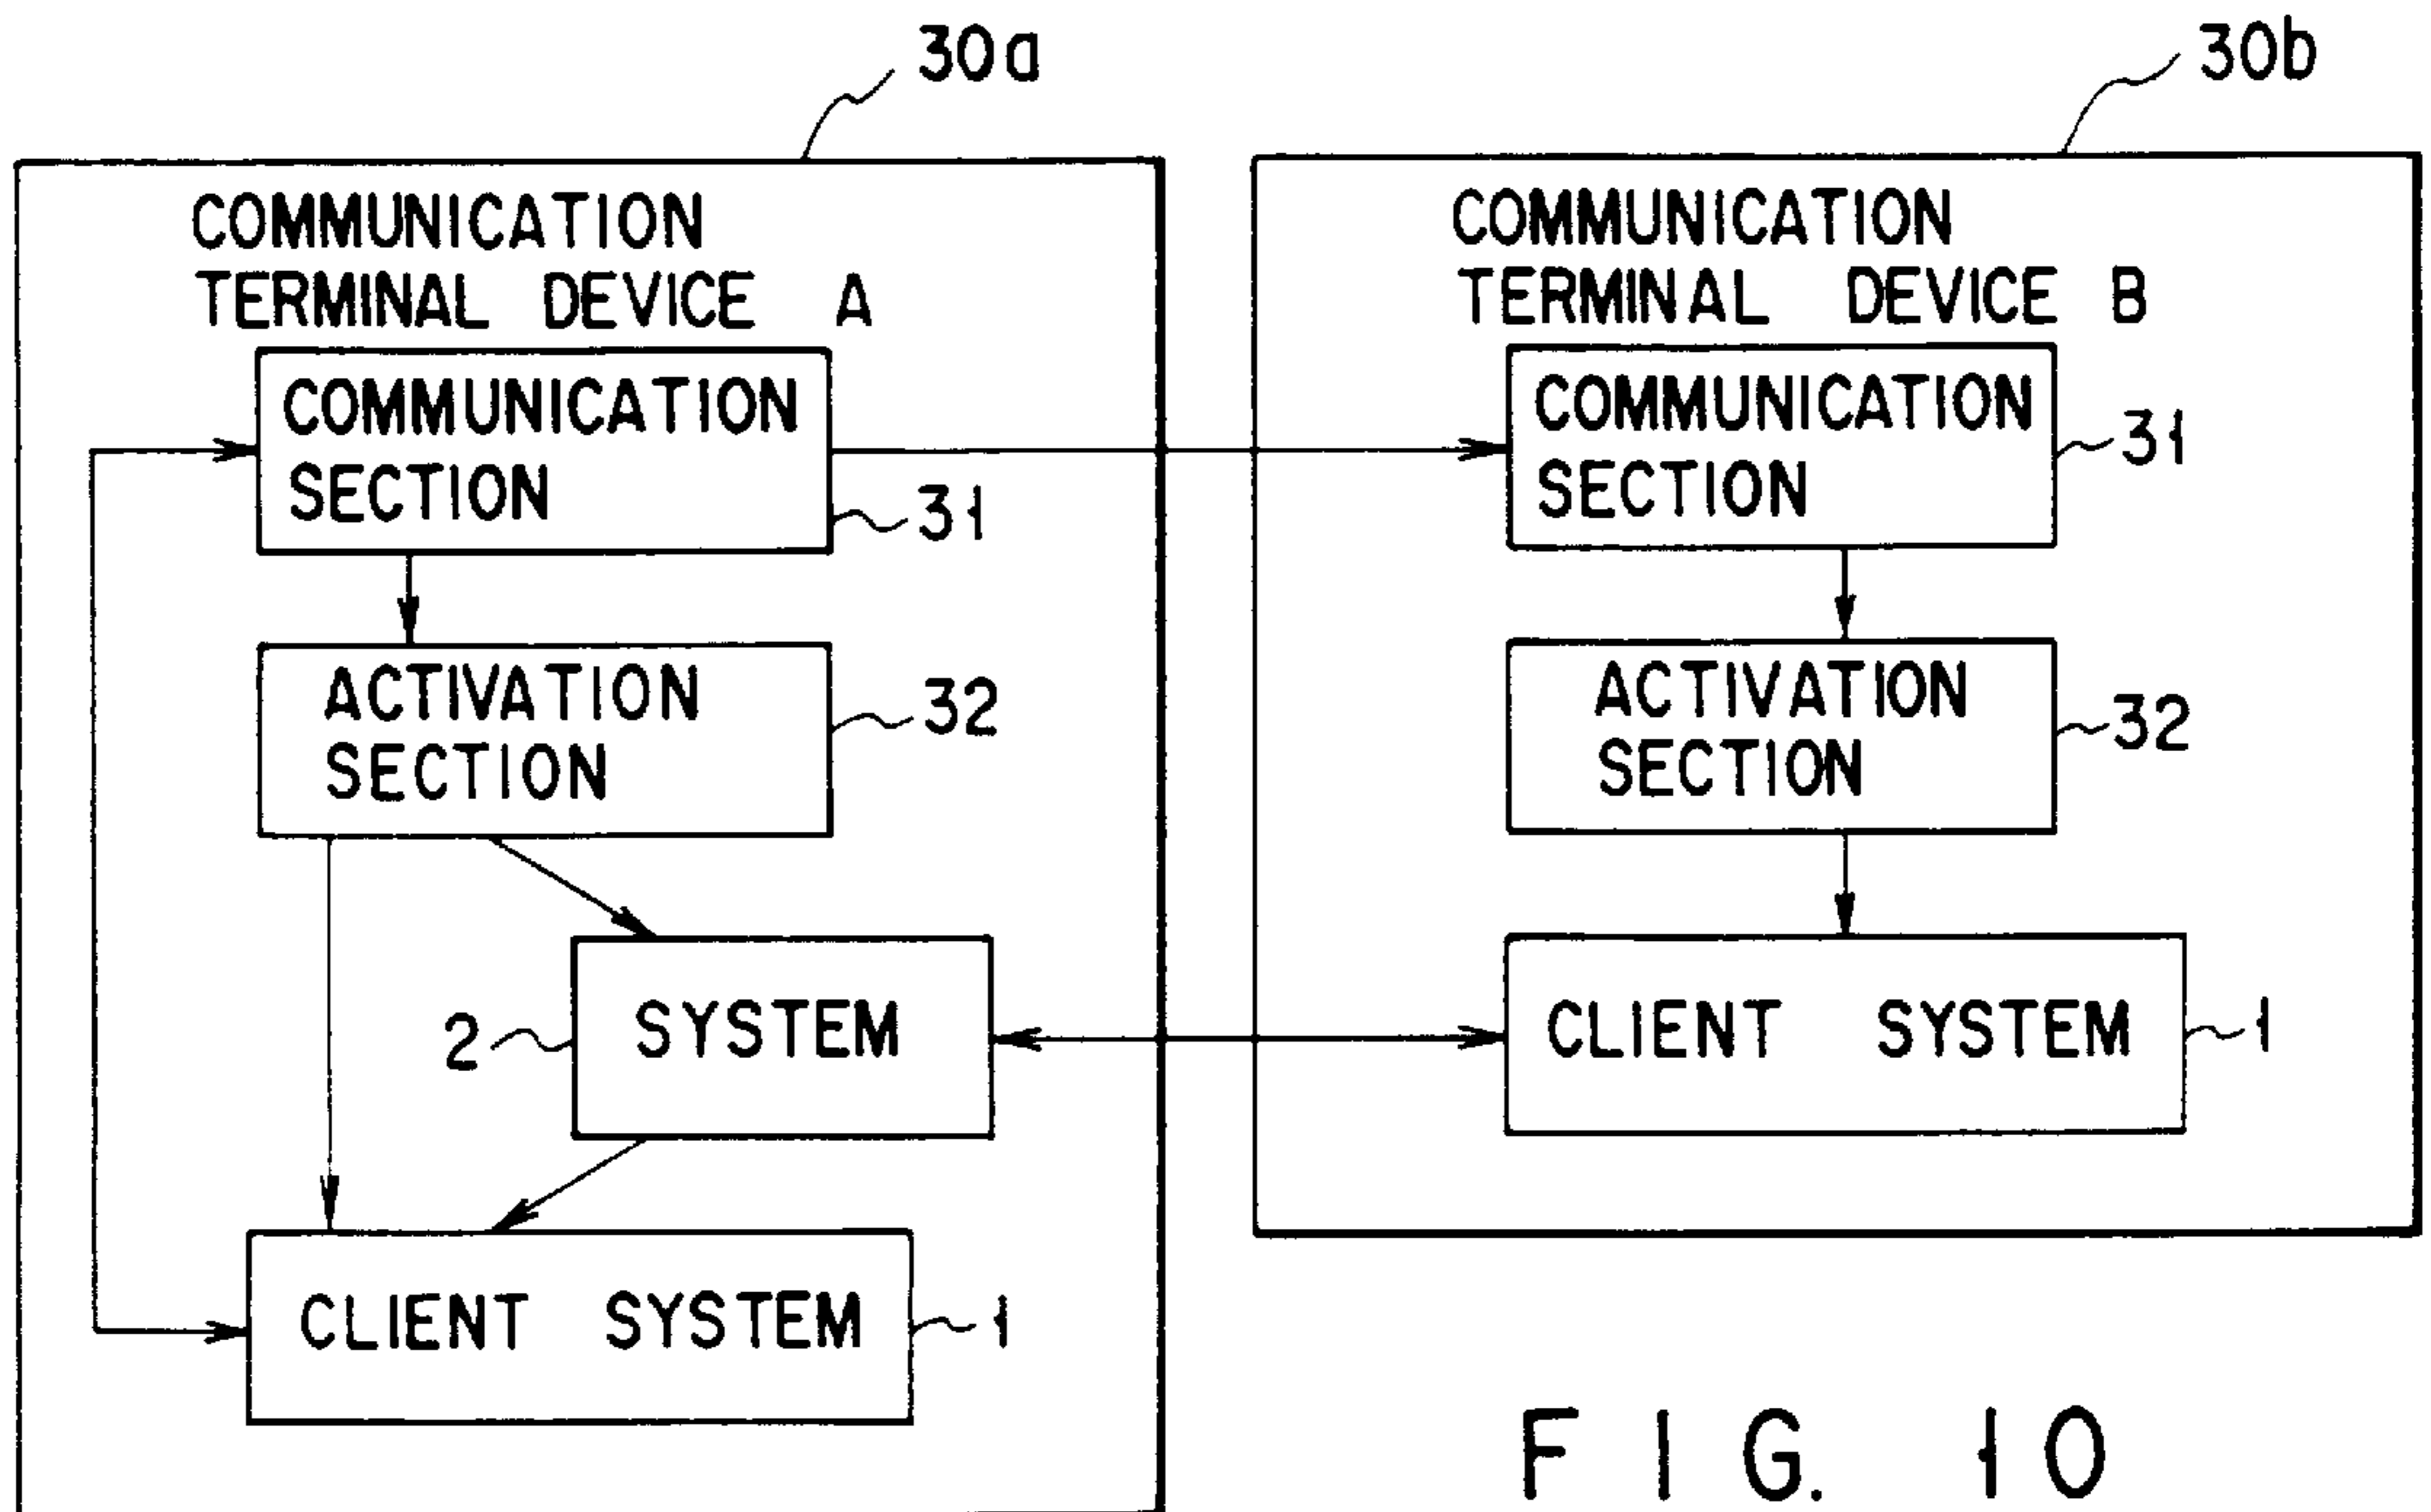 30a
30b
COMMUNICATION
TERMINAL DEVICE A
COMMUNICATION
SECTION
31
ACTIVATION
SECTION
32
2
SYSTEM
CLIENT SYSTEM
1
COMMUNICATION
TERMINAL DEVICE B
COMMUNICATION
SECTION
31
ACTIVATION
SECTION
32
CLIENT SYSTEM
1
FIG. 10